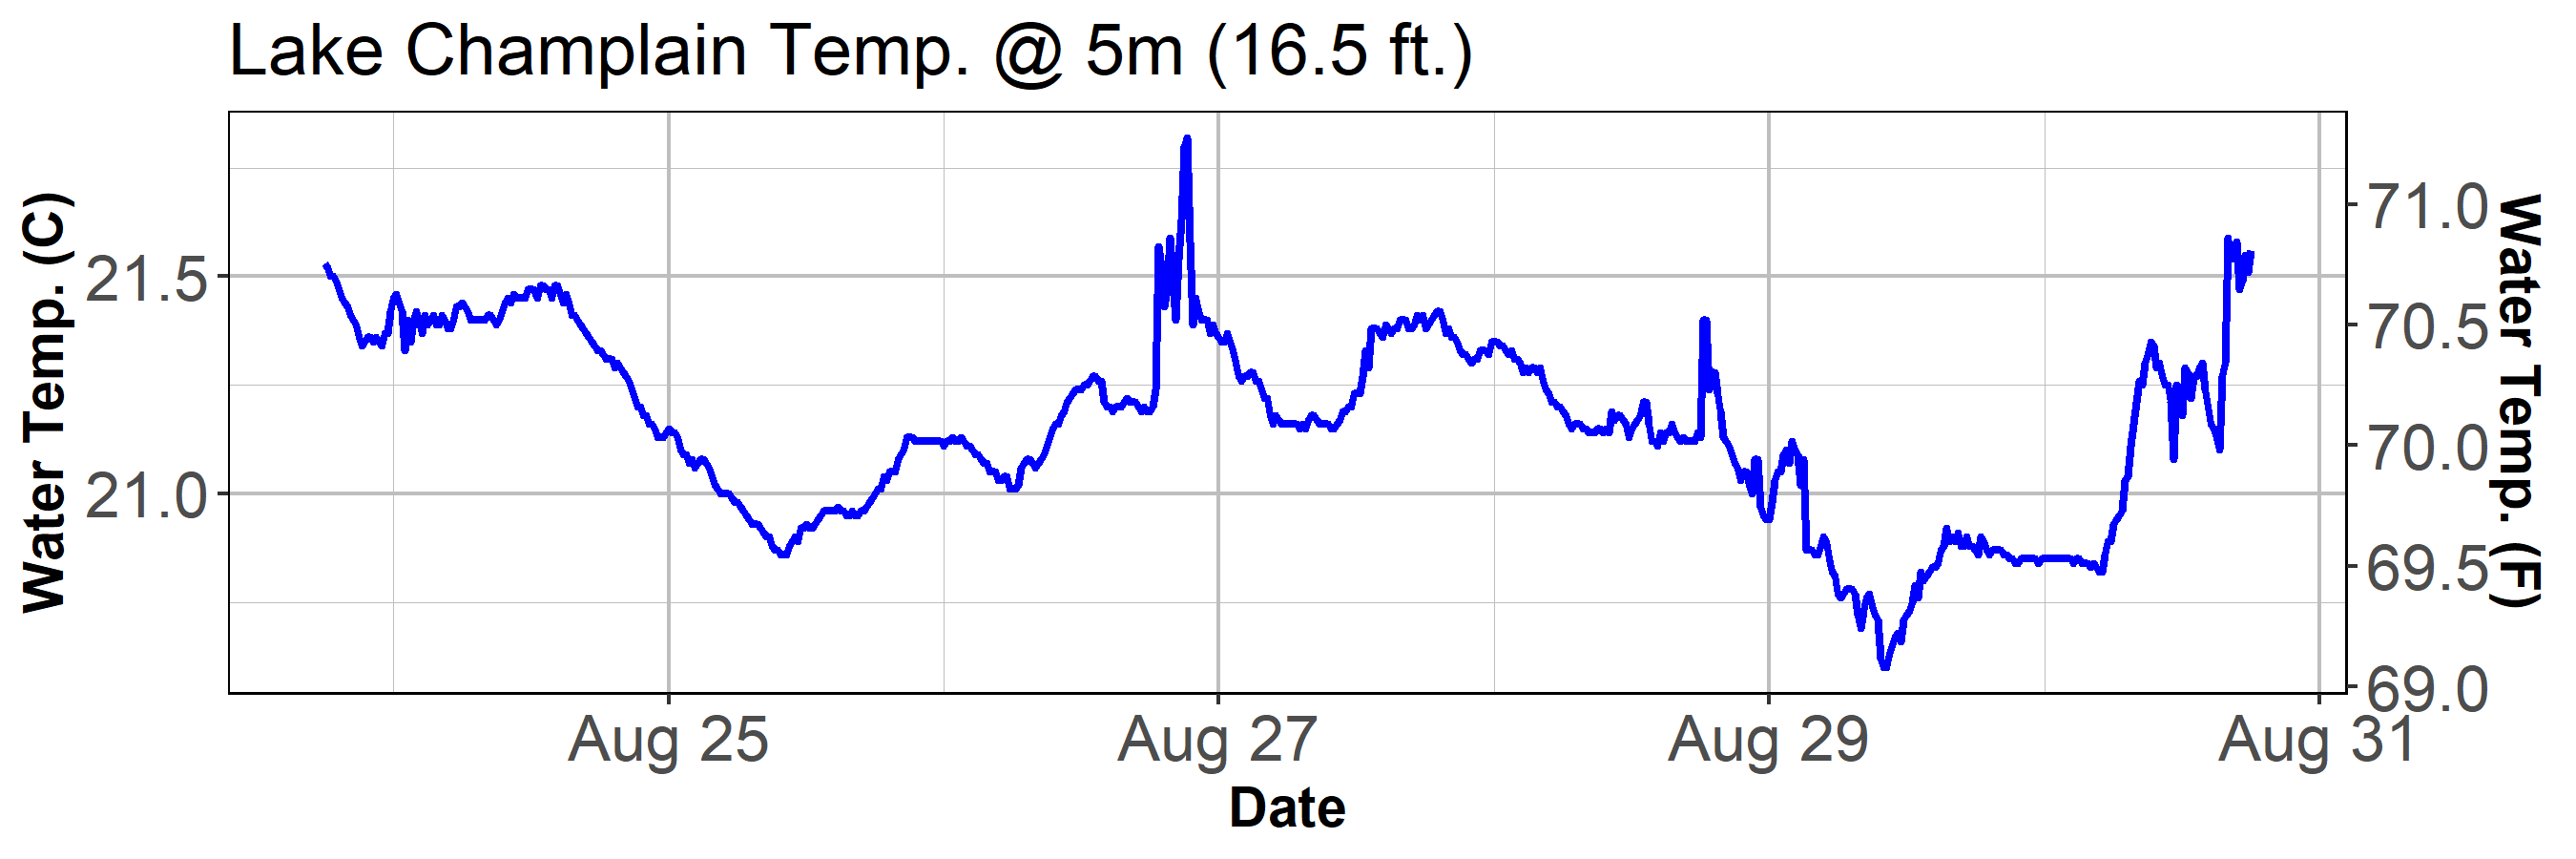 Lake Champlain Temp. @ 5m (16.5 ft.)
Water Temp. (C)
21.5
21.0
71.0
70.5
70.0
69.5
69.0
Water Temp. (F)
Aug 25
Aug 27
Aug 29
Aug 31
Date